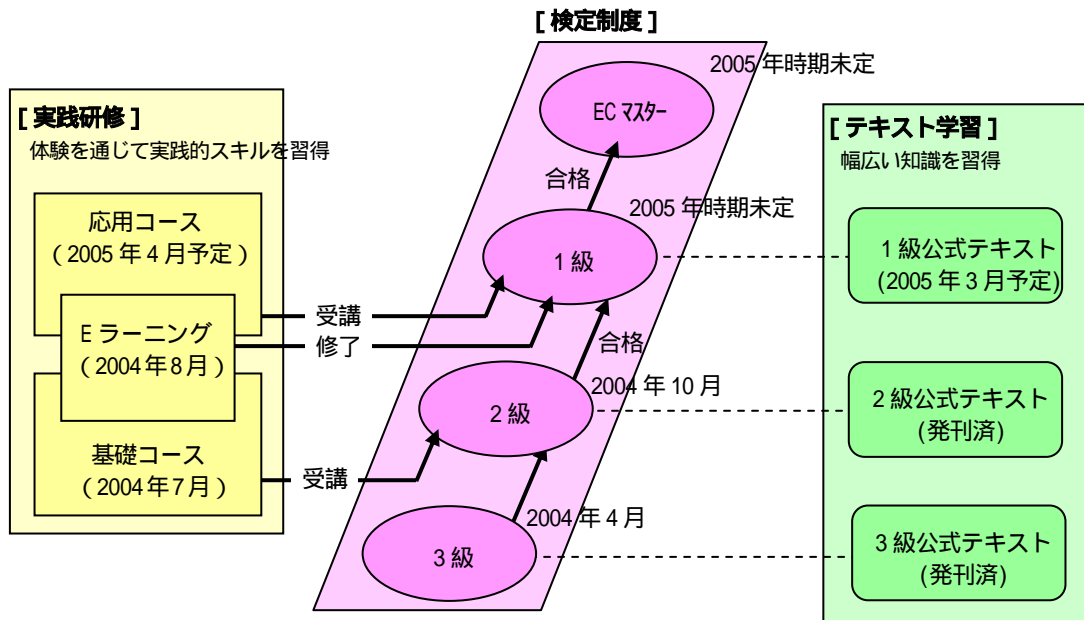 [ 検定制度 ]
2005 年時期未定
EC マスター
合格
2005 年時期未定
1 級
合格
2004 年 10 月
2 級
2004 年 4 月
3 級
[ 実践研修 ]
体験を通じて実践的スキルを習得
応用コース
( 2005 年 4 月予定 )
E ラーニング
( 2004 年 8 月 )
基礎コース
( 2004 年 7 月 )
受講
修了
受講
[ テキスト学習 ]
幅広い知識を習得
1 級公式テキスト
(2005 年 3 月予定)
2 級公式テキスト
(発刊済)
3 級公式テキスト
(発刊済)